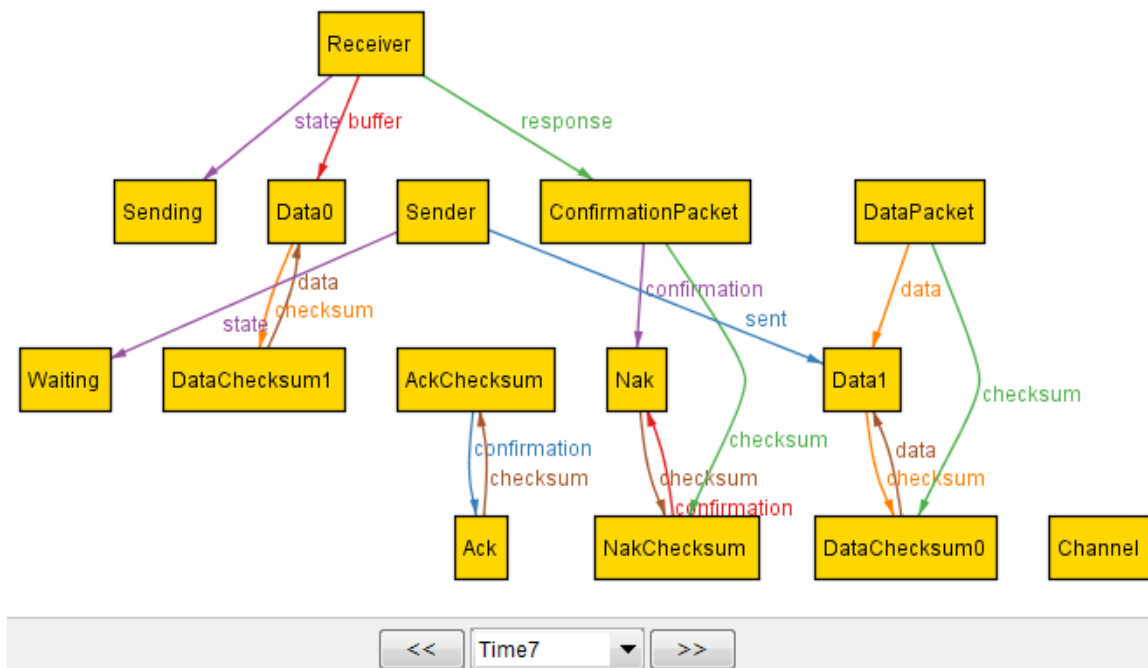 Receiver
state
buffer
response
Sending
Data0
Sender
ConfirmationPacket
DataPacket
data
checksum
state
confirmation
sent
data
checksum
Waiting
DataChecksum1
AckChecksum
Nak
Data1
confirmation
checksum
checksum
confirmation
checksum
data
checksum
Ack
NakChecksum
DataChecksum0
Channel
<<
Time7
>>